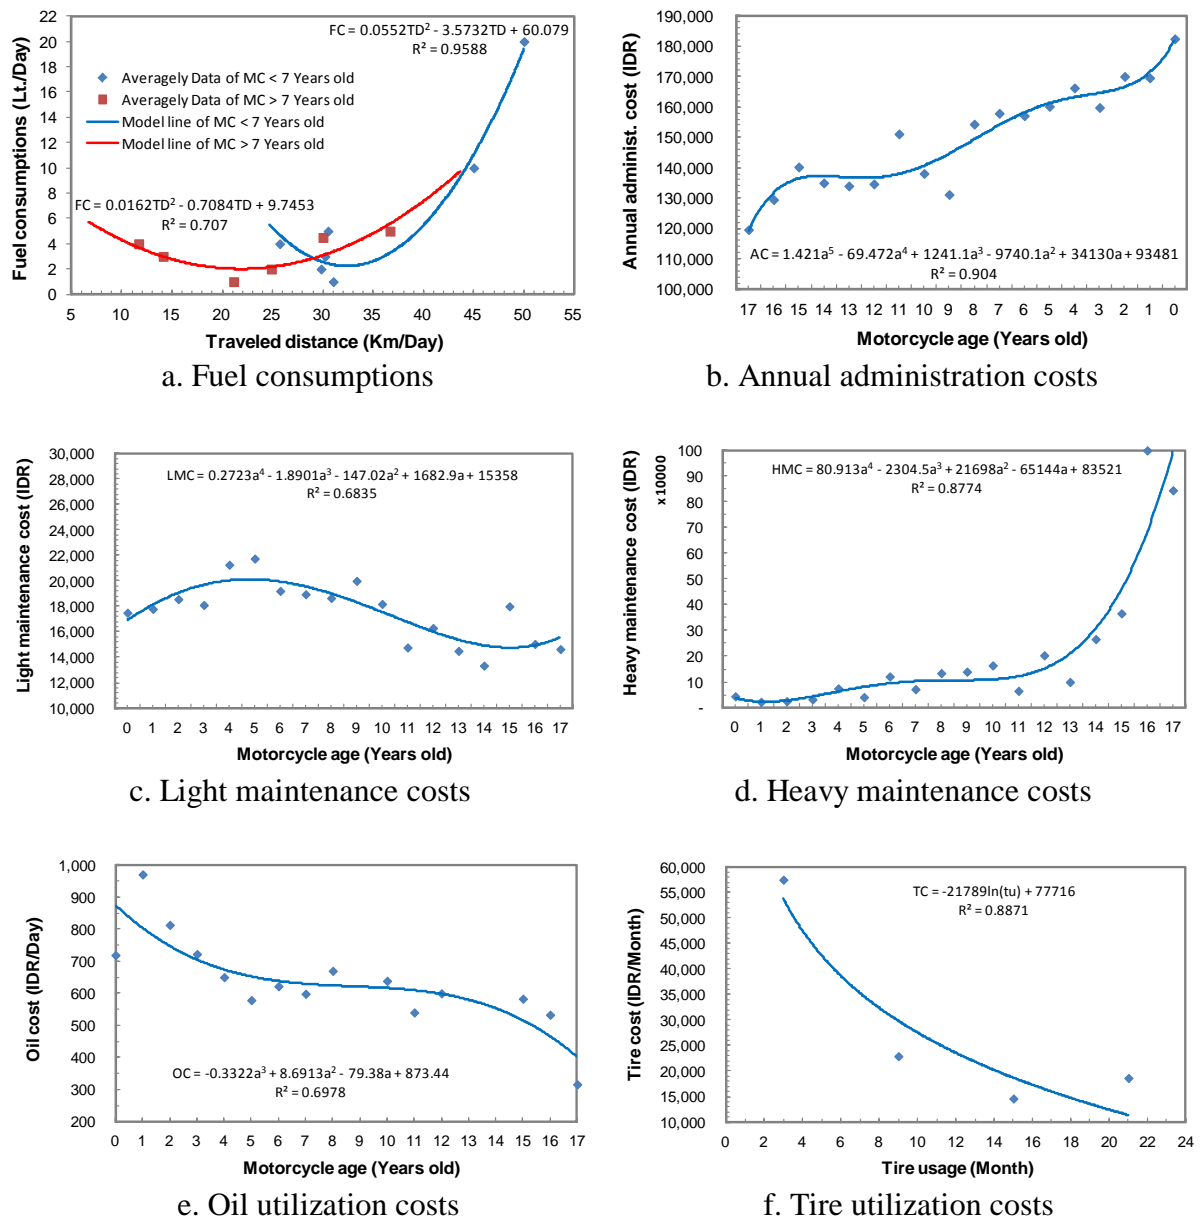 FC = 0.0552TD² - 3.5732TD + 60.079
R² = 0.9588
Averagely Data of MC < 7 Years old
Averagely Data of MC > 7 Years old
Model line of MC < 7 Years old
Model line of MC > 7 Years old
FC = 0.0162TD² - 0.7084TD + 9.7453
R² = 0.707
Fuel consumptions (Lt./Day)
22
20
18
16
14
12
10
8
6
4
2
0
5 15 25 35 45 55
Traveled distance (Km/Day)
a. Fuel consumptions
Annual administ. cost (IDR)
190,000
180,000
170,000
160,000
150,000
140,000
130,000
120,000
110,000
100,000
AC = 1.421a⁵ - 69.472a⁴ + 1241.1a³ - 9740.1a² + 34130a + 93481
R² = 0.904
17 16 15 14 13 12 11 10 9 8 7 6 5 4 3 2 1 0
Motorcycle age (Years old)
b. Annual administration costs
Light maintenance cost (IDR)
30,000
28,000
26,000
24,000
22,000
20,000
18,000
16,000
14,000
12,000
10,000
LMC = 0.2723a⁴ - 1.8901a³ - 147.02a² + 1682.9a + 15358
R² = 0.6835
0 1 2 3 4 5 6 7 8 9 10 11 12 13 14 15 16 17
Motorcycle age (Years old)
c. Light maintenance costs
Heavy maintenance cost (IDR)
x 10000
100
90
80
70
60
50
40
30
20
10
-
HMC = 80.913a⁴ - 2304.5a³ + 21698a² - 65144a + 83521
R² = 0.8774
0 1 2 3 4 5 6 7 8 9 10 11 12 13 14 15 16 17
Motorcycle age (Years old)
d. Heavy maintenance costs
Oil cost (IDR/Day)
1,000
900
800
700
600
500
400
300
200
OC = -0.3322a³ + 8.6913a² - 79.38a + 873.44
R² = 0.6978
0 1 2 3 4 5 6 7 8 9 10 11 12 13 14 15 16 17
Motorcycle age (Years old)
e. Oil utilization costs
Tire cost (IDR/Month)
60,000
55,000
50,000
45,000
40,000
35,000
30,000
25,000
20,000
15,000
10,000
TC = -21789ln(tu) + 77716
R² = 0.8871
0 2 4 6 8 10 12 14 16 18 20 22 24
Tire usage (Month)
f. Tire utilization costs